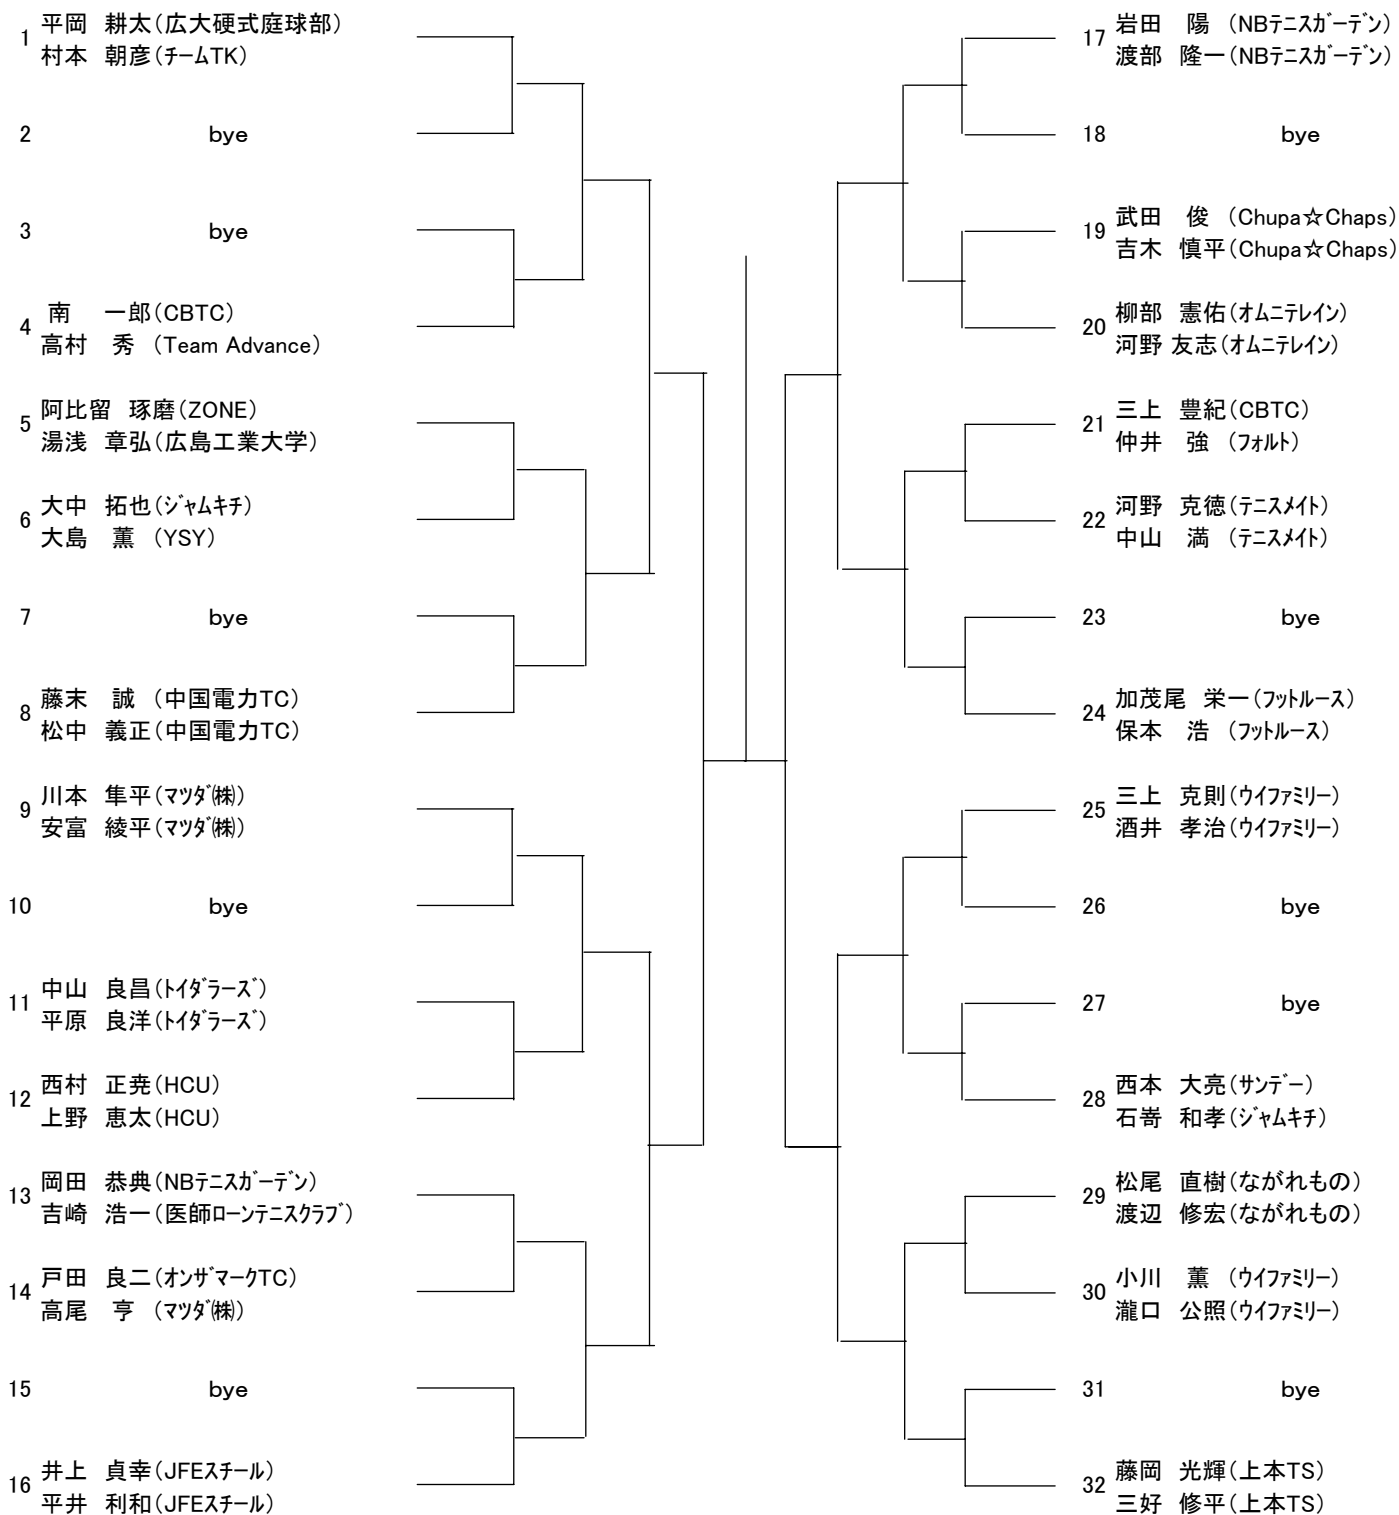 1 平岡　耕太(広大硬式庭球部)
村本　朝彦(ﾁｰﾑTK)
2 bye
3 bye
4 南　一郎(CBTC)
高村　秀　(Team Advance)
5 阿比留　琢磨(ZONE)
湯浅　章弘(広島工業大学)
6 大中　拓也(ｼﾞｬﾑｷﾁ)
大島　薫　(YSY)
7 bye
8 藤末　誠　(中国電力TC)
松中　義正(中国電力TC)
9 川本　隼平(ﾏﾂﾀﾞ㈱)
安富　綾平(ﾏﾂﾀﾞ㈱)
10 bye
11 中山　良昌(ﾄｲﾀﾞﾗｰｽﾞ)
平原　良洋(ﾄｲﾀﾞﾗｰｽﾞ)
12 西村　正尭(HCU)
上野　恵太(HCU)
13 岡田　恭典(NBﾃﾆｽｶﾞｰﾃﾞﾝ)
吉崎　浩一(医師ﾛｰﾝﾃﾆｽｸﾗﾌﾞ)
14 戸田　良二(ｵﾝｻﾞﾏｰｸTC)
高尾　亨　(ﾏﾂﾀﾞ㈱)
15 bye
16 井上　貞幸(JFEｽﾁｰﾙ)
平井　利和(JFEｽﾁｰﾙ)
17 岩田　陽　(NBﾃﾆｽｶﾞｰﾃﾞﾝ)
渡部　隆一(NBﾃﾆｽｶﾞｰﾃﾞﾝ)
18 bye
19 武田　俊　(Chupa☆Chaps)
吉木　慎平(Chupa☆Chaps)
20 柳部　憲佑(ｵﾑﾆﾃﾚｲﾝ)
河野 友志(ｵﾑﾆﾃﾚｲﾝ)
21 三上　豊紀(CBTC)
仲井　強　(ﾌｫﾙﾄ)
22 河野　克徳(ﾃﾆｽﾒｲﾄ)
中山　満　(ﾃﾆｽﾒｲﾄ)
23 bye
24 加茂尾　栄一(ﾌｯﾄﾙｰｽ)
保本　浩　(ﾌｯﾄﾙｰｽ)
25 三上　克則(ｳｲﾌｧﾐﾘｰ)
酒井　孝治(ｳｲﾌｧﾐﾘｰ)
26 bye
27 bye
28 西本　大亮(ｻﾝﾃﾞｰ)
石嵜　和孝(ｼﾞｬﾑｷﾁ)
29 松尾　直樹(ながれもの)
渡辺　修宏(ながれもの)
30 小川　薫　(ｳｲﾌｧﾐﾘｰ)
瀧口　公照(ｳｲﾌｧﾐﾘｰ)
31 bye
32 藤岡　光輝(上本TS)
三好　修平(上本TS)